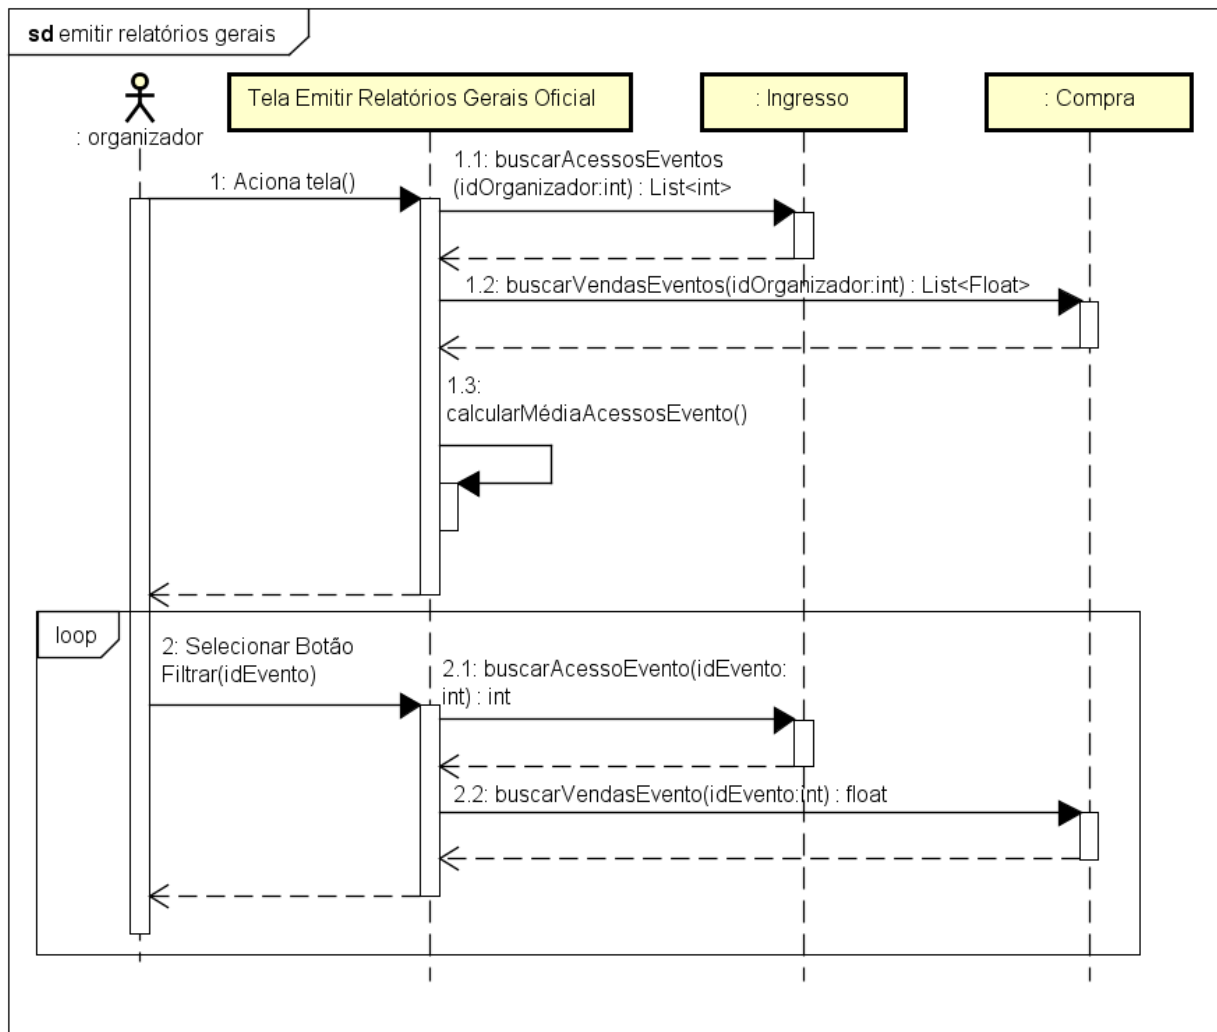 sd emitir relatórios gerais
: organizador
Tela Emitir Relatórios Gerais Oficial
: Ingresso
: Compra
1: Aciona tela()
1.1: buscarAcessosEventos
(idOrganizador:int) : List<int>
1.2: buscarVendasEventos(idOrganizador:int) : List<Float>
1.3:
calcularMédiaAcessosEvento()
loop
2: Selecionar Botão
Filtrar(idEvento)
2.1: buscarAcessoEvento(idEvento:
int) : int
2.2: buscarVendasEvento(idEvento:int) : float